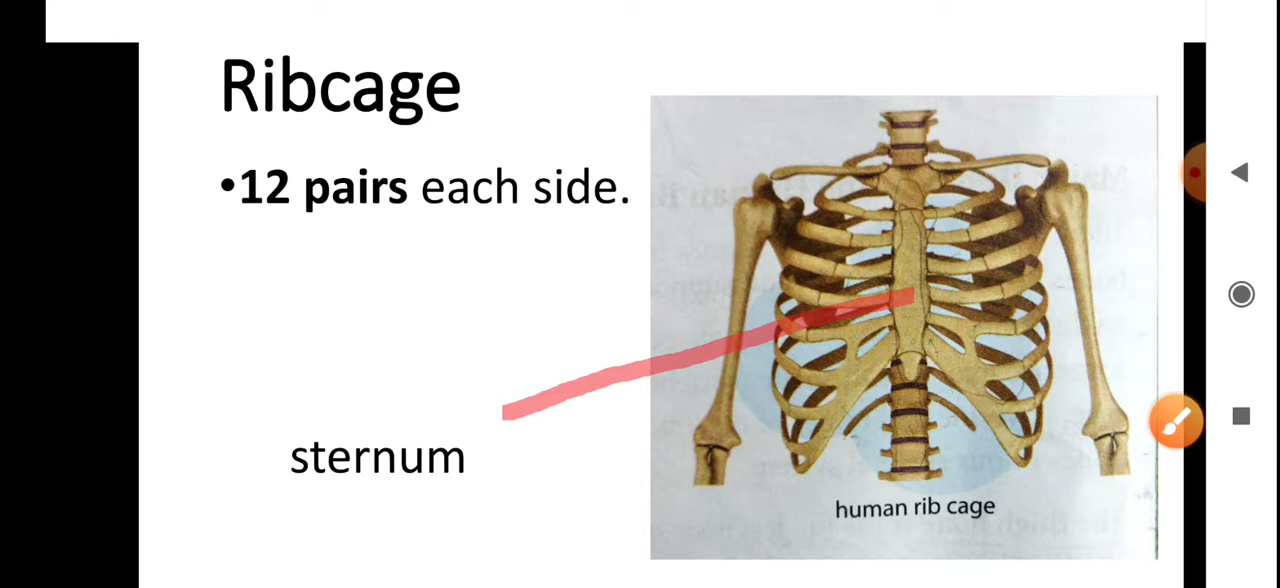 Ribcage
•12 pairs each side.
sternum
human rib cage